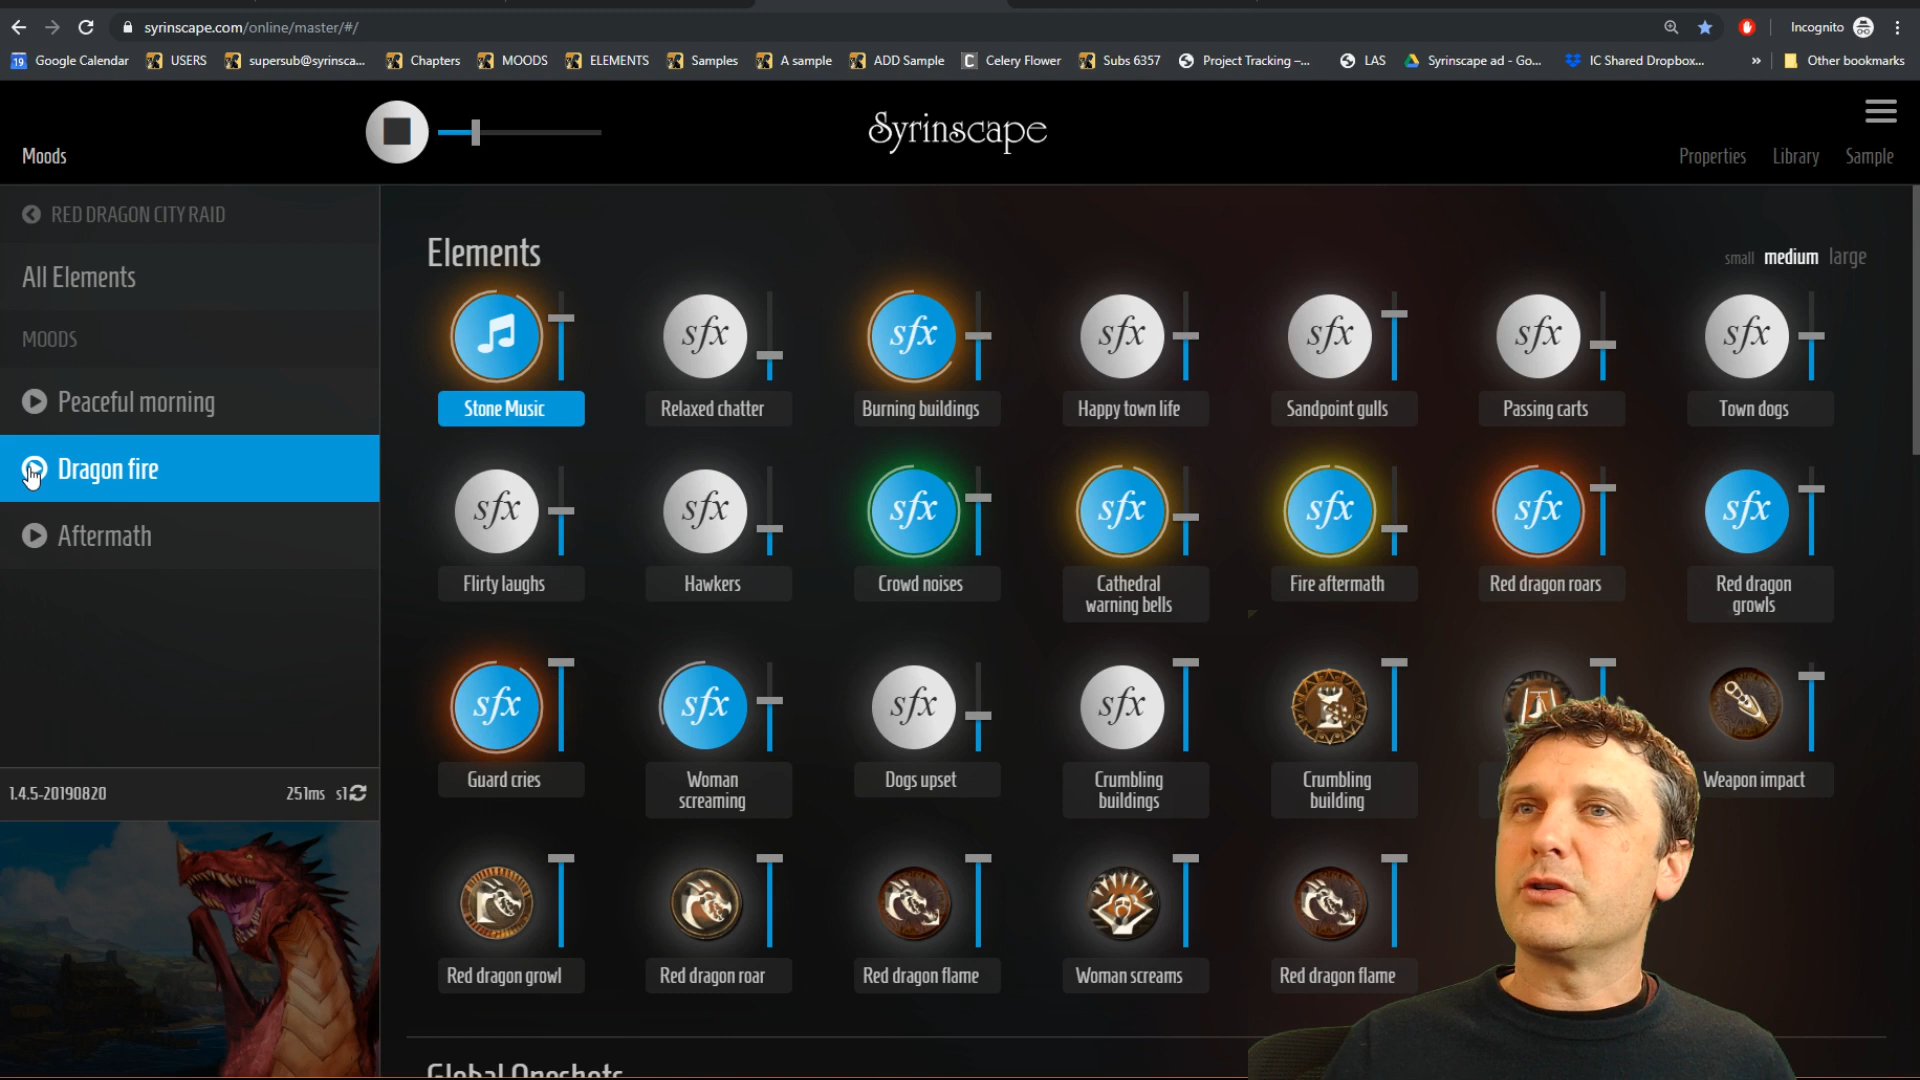 syrinscape.com/online/master/#/
Incognito
19 Google Calendar USERS supersub@syrinsca... Chapters MOODS ELEMENTS Samples A sample ADD Sample C Celery Flower Subs 6357 Project Tracking –... LAS Syrinscape ad - Go... IC Shared Dropbox... » Other bookmarks
Moods
Syrinscape
Properties Library Sample
RED DRAGON CITY RAID
All Elements
MOODS
Peaceful morning
Dragon fire
Aftermath
1.4.5-20190820 251ms s1
Elements
small medium large
sfx sfx sfx sfx sfx sfx
Stone Music Relaxed chatter Burning buildings Happy town life Sandpoint gulls Passing carts Town dogs
sfx sfx sfx sfx sfx sfx sfx
Flirty laughs Hawkers Crowd noises Cathedral warning bells Fire aftermath Red dragon roars Red dragon growls
sfx sfx sfx sfx
Guard cries Woman screaming Dogs upset Crumbling buildings Crumbling building Weapon impact
Red dragon growl Red dragon roar Red dragon flame Woman screams Red dragon flame
Global Oneshots